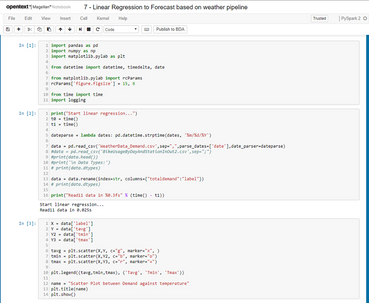 opentext | Magellan Notebook 7 - Linear Regression to Forecast based on weather pipeline
File Edit View Insert Cell Kernel Help Trusted PySpark 2
Code Publish to BDA
In [1]:
1 import pandas as pd
2 import numpy as np
3 import matplotlib.pyplot as plt
4
5 from datetime import datetime, timedelta, date
6
7 from matplotlib.pyplot import rcParams
8 rcParams['figure.figsize'] = 15, 6
9
10 from time import time
11 import logging
In [2]:
1 print("Start linear regression...")
2 t0 = time()
3 t1 = time()
4
5 dateparse = lambda dates: pd.datetime.strptime(dates, '%m/%d/%Y')
6
7 data = pd.read_csv('WeatherData_Demand.csv',sep=",",parse_dates=['date'],date_parser=dateparse)
8 #data = pd.read_csv('BikeUsageByDayAndStationInOut2.csv',sep=";")
9 #print(data.head())
10 #print('\n Data Types:')
11 # print(data.dtypes)
12
13 data = data.rename(index=str, columns={"totaldemand":"label"})
14 # print(data.dtypes)
15
16 print("Readii data in %0.3fs" % (time() - t1))
Start linear regression...
Readii data in 0.025s
In [3]:
1 X = data['label']
2 Y = data['tavg']
3 Y2 = data['tmin']
4 Y3 = data['tmax']
5
6 tavg = plt.scatter(X,Y, c="g", marker="s", )
7 tmin = plt.scatter(X,Y2, c="b", marker="o")
8 tmax = plt.scatter(X,Y3, c="r", marker="v")
9
10 plt.legend((tavg,tmin,tmax), ('Tavg', 'Tmin', 'Tmax'))
11
12 name = "Scatter Plot between Demand against temperature"
13 plt.title(name)
14 plt.show()